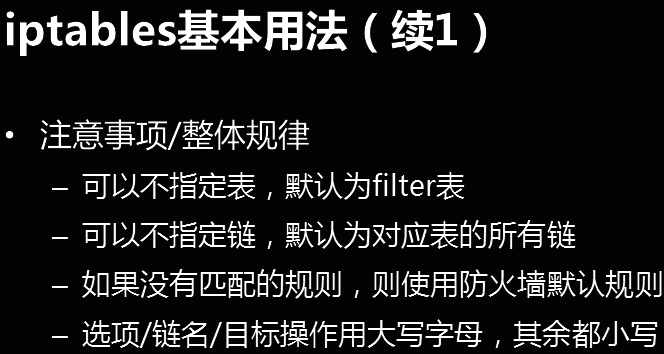 iptables基本用法（续1）
• 注意事项/整体规律
– 可以不指定表，默认为filter表
– 可以不指定链，默认为对应表的所有链
– 如果没有匹配的规则，则使用防火墙默认规则
– 选项/链名/目标操作用大写字母，其余都小写